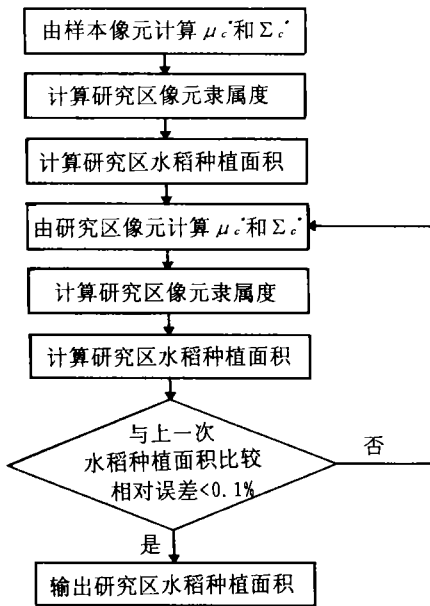 由样本像元计算 μc*和Σc*
计算研究区像元隶属度
计算研究区水稻种植面积
由研究区像元计算 μc*和Σc*
计算研究区像元隶属度
计算研究区水稻种植面积
与上一次
水稻种植面积比较
相对误差<0.1%
否
是
输出研究区水稻种植面积